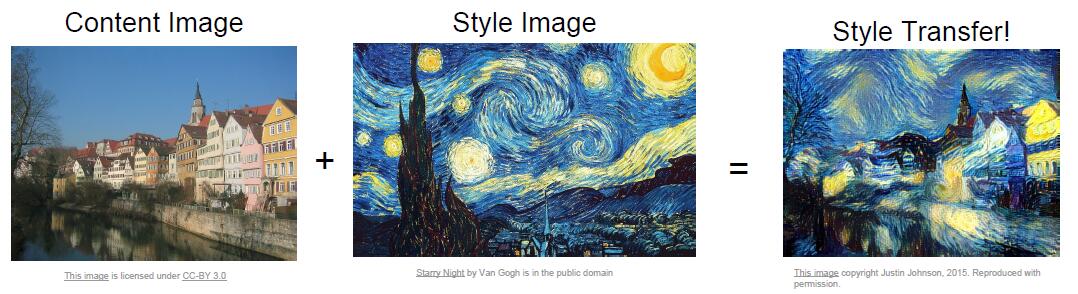 Content Image
Style Image
Style Transfer!
+
=
This image is licensed under CC-BY 3.0
Starry Night by Van Gogh is in the public domain
This image copyright Justin Johnson, 2015. Reproduced with
permission.